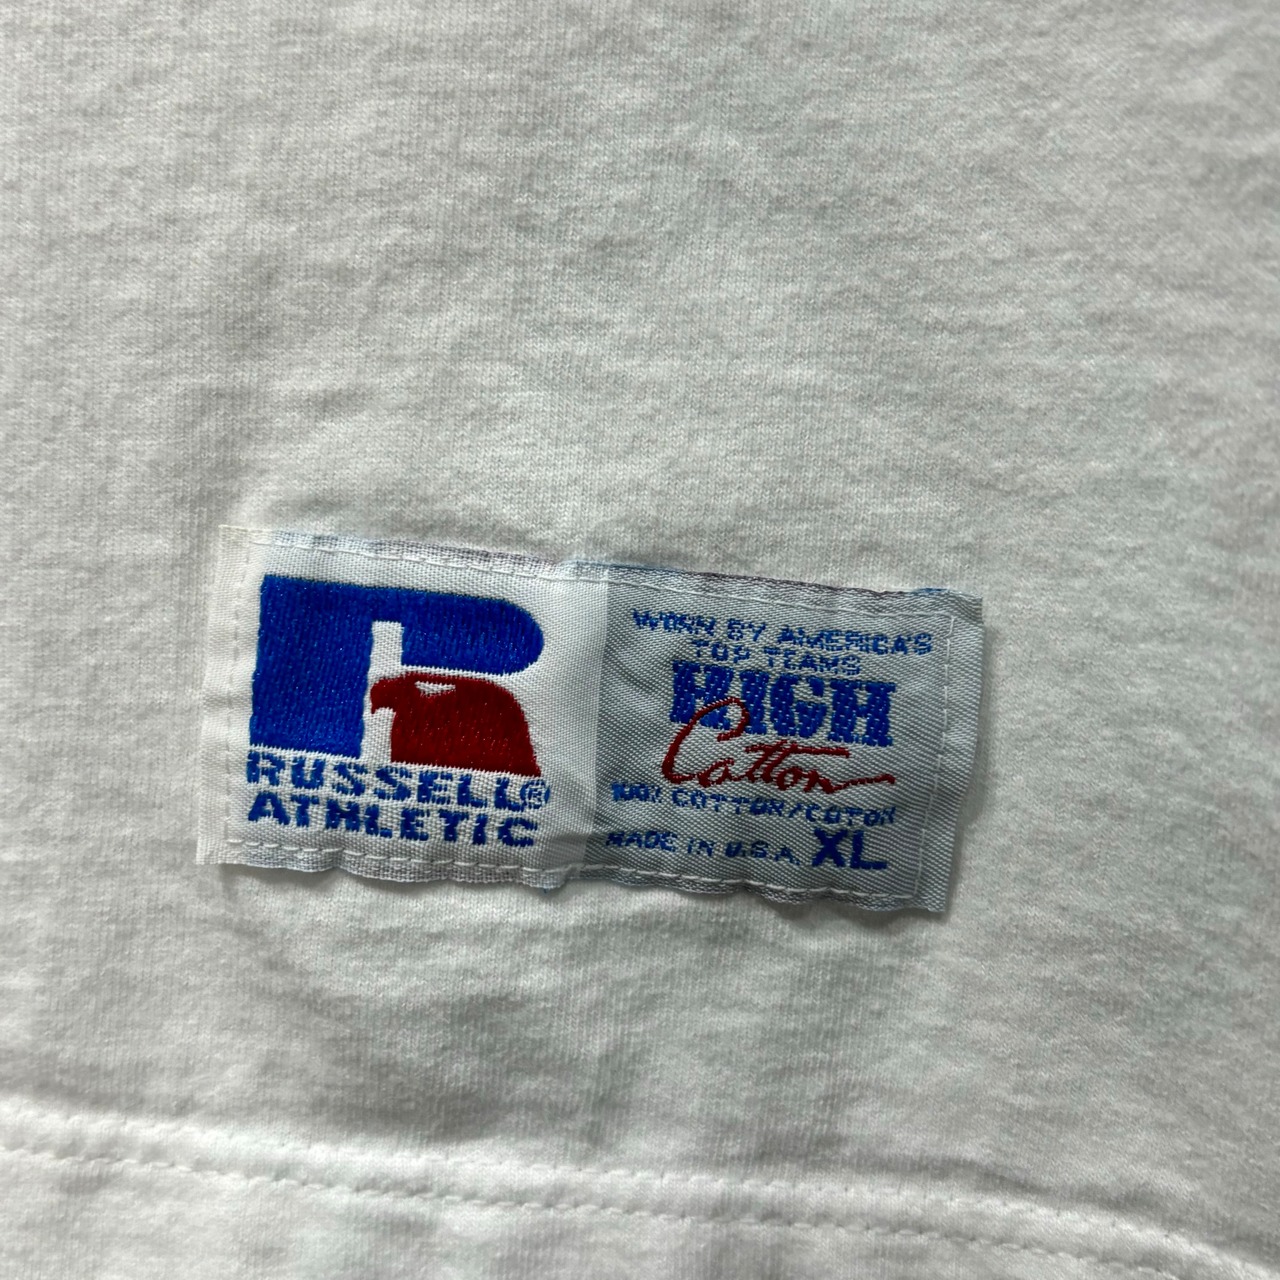 RUSSELL®
ATHLETIC
WORN BY AMERICA'S
TOP TEAMS
HIGH
Cotton
100% COTTON/COTON
MADE IN U.S.A. XL